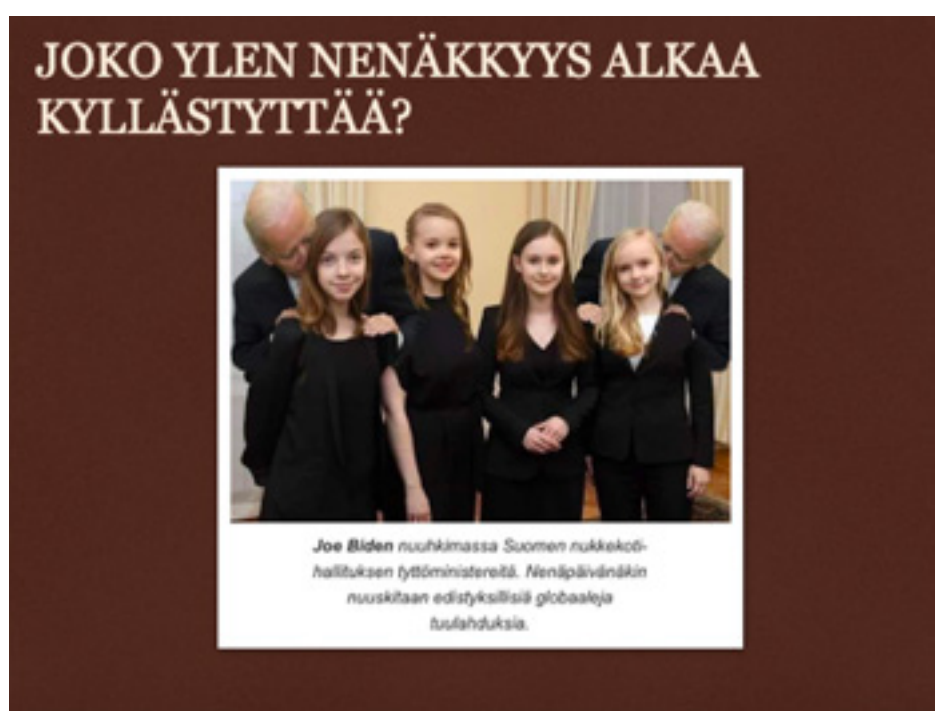 JOKO YLEN NENÄKKYYS ALKAA
KYLLÄSTYTTÄÄ?
Joe Biden nuuhkimassa Suomen nukkekoti-
hallituksen tyttöministereitä. Nenäpäivänäkin
nuuskitaan edistyksillisiä globaaleja
tuulahduksia.